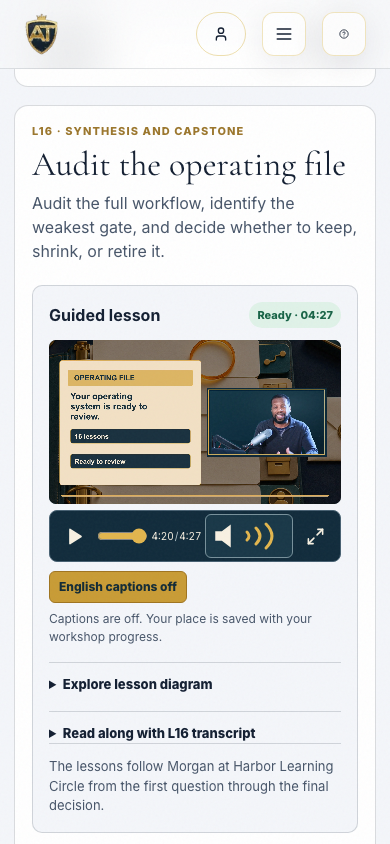 AT
L16 · SYNTHESIS AND CAPSTONE
Audit the operating file
Audit the full workflow, identify the
weakest gate, and decide whether to keep,
shrink, or retire it.
Guided lesson
Ready · 04:27
OPERATING FILE
Your operating
system is ready to
review.
16 lessons
Ready to review
4:20/4:27
English captions off
Captions are off. Your place is saved with your
workshop progress.
Explore lesson diagram
Read along with L16 transcript
The lessons follow Morgan at Harbor Learning
Circle from the first question through the final
decision.